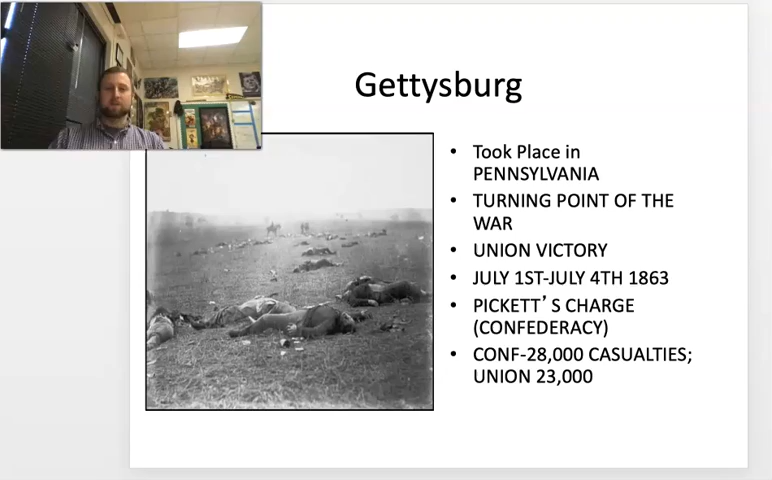 Gettysburg
• Took Place in
PENNSYLVANIA
• TURNING POINT OF THE
WAR
• UNION VICTORY
• JULY 1ST-JULY 4TH 1863
• PICKETT’S CHARGE
(CONFEDERACY)
• CONF-28,000 CASUALTIES;
UNION 23,000